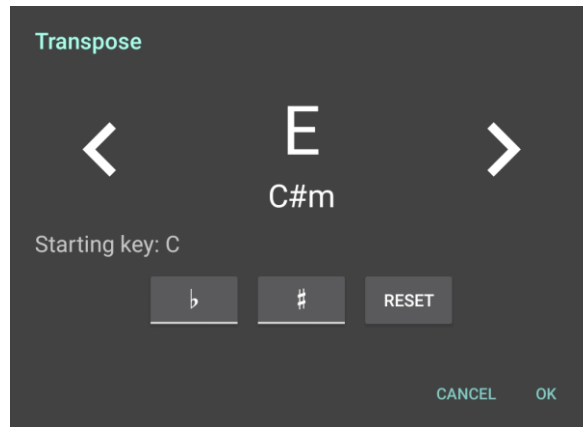 Transpose
E
C#m
Starting key: C
♭ ♯ RESET
CANCEL OK